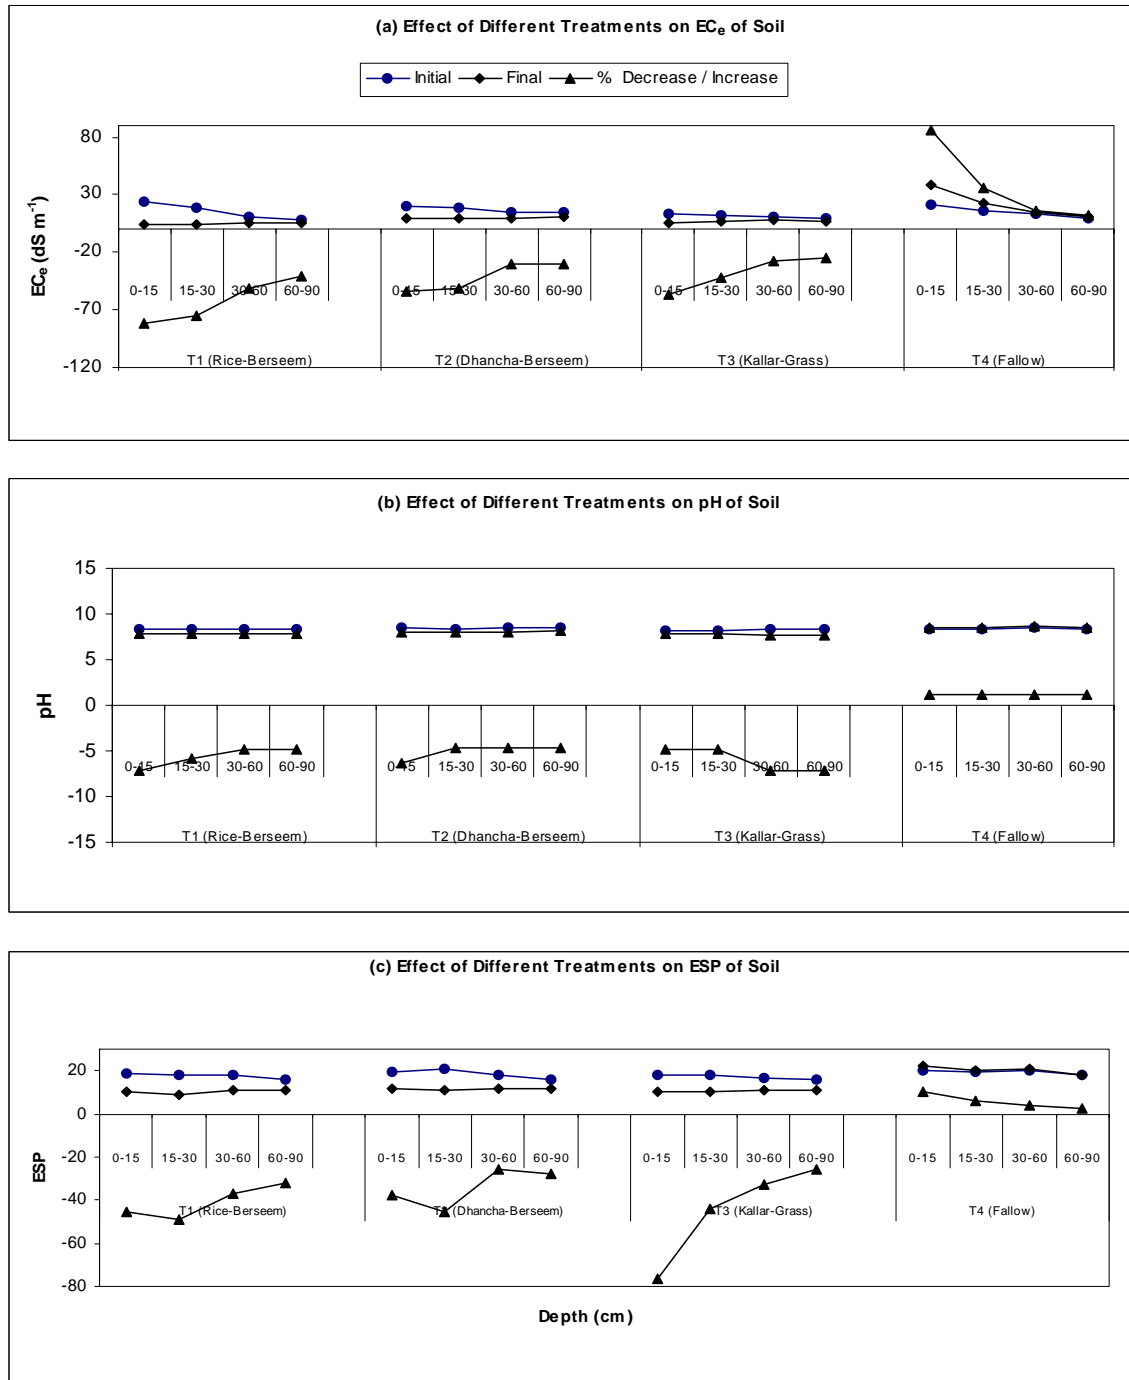 (a) Effect of Different Treatments on ECe of Soil
Initial Final % Decrease / Increase
80
30
-20
-70
-120
ECe (dS m-1)
0-15 15-30 30-60 60-90 0-15 15-30 30-60 60-90 0-15 15-30 30-60 60-90 0-15 15-30 30-60 60-90
T1 (Rice-Berseem) T2 (Dhancha-Berseem) T3 (Kallar-Grass) T4 (Fallow)
(b) Effect of Different Treatments on pH of Soil
15
10
5
0
-5
-10
-15
pH
0-15 15-30 30-60 60-90 0-15 15-30 30-60 60-90 0-15 15-30 30-60 60-90 0-15 15-30 30-60 60-90
T1 (Rice-Berseem) T2 (Dhancha-Berseem) T3 (Kallar-Grass) T4 (Fallow)
(c) Effect of Different Treatments on ESP of Soil
20
0
-20
-40
-60
-80
ESP
0-15 15-30 30-60 60-90 0-15 15-30 30-60 60-90 0-15 15-30 30-60 60-90 0-15 15-30 30-60 60-90
T1 (Rice-Berseem) T2 (Dhancha-Berseem) T3 (Kallar-Grass) T4 (Fallow)
Depth (cm)